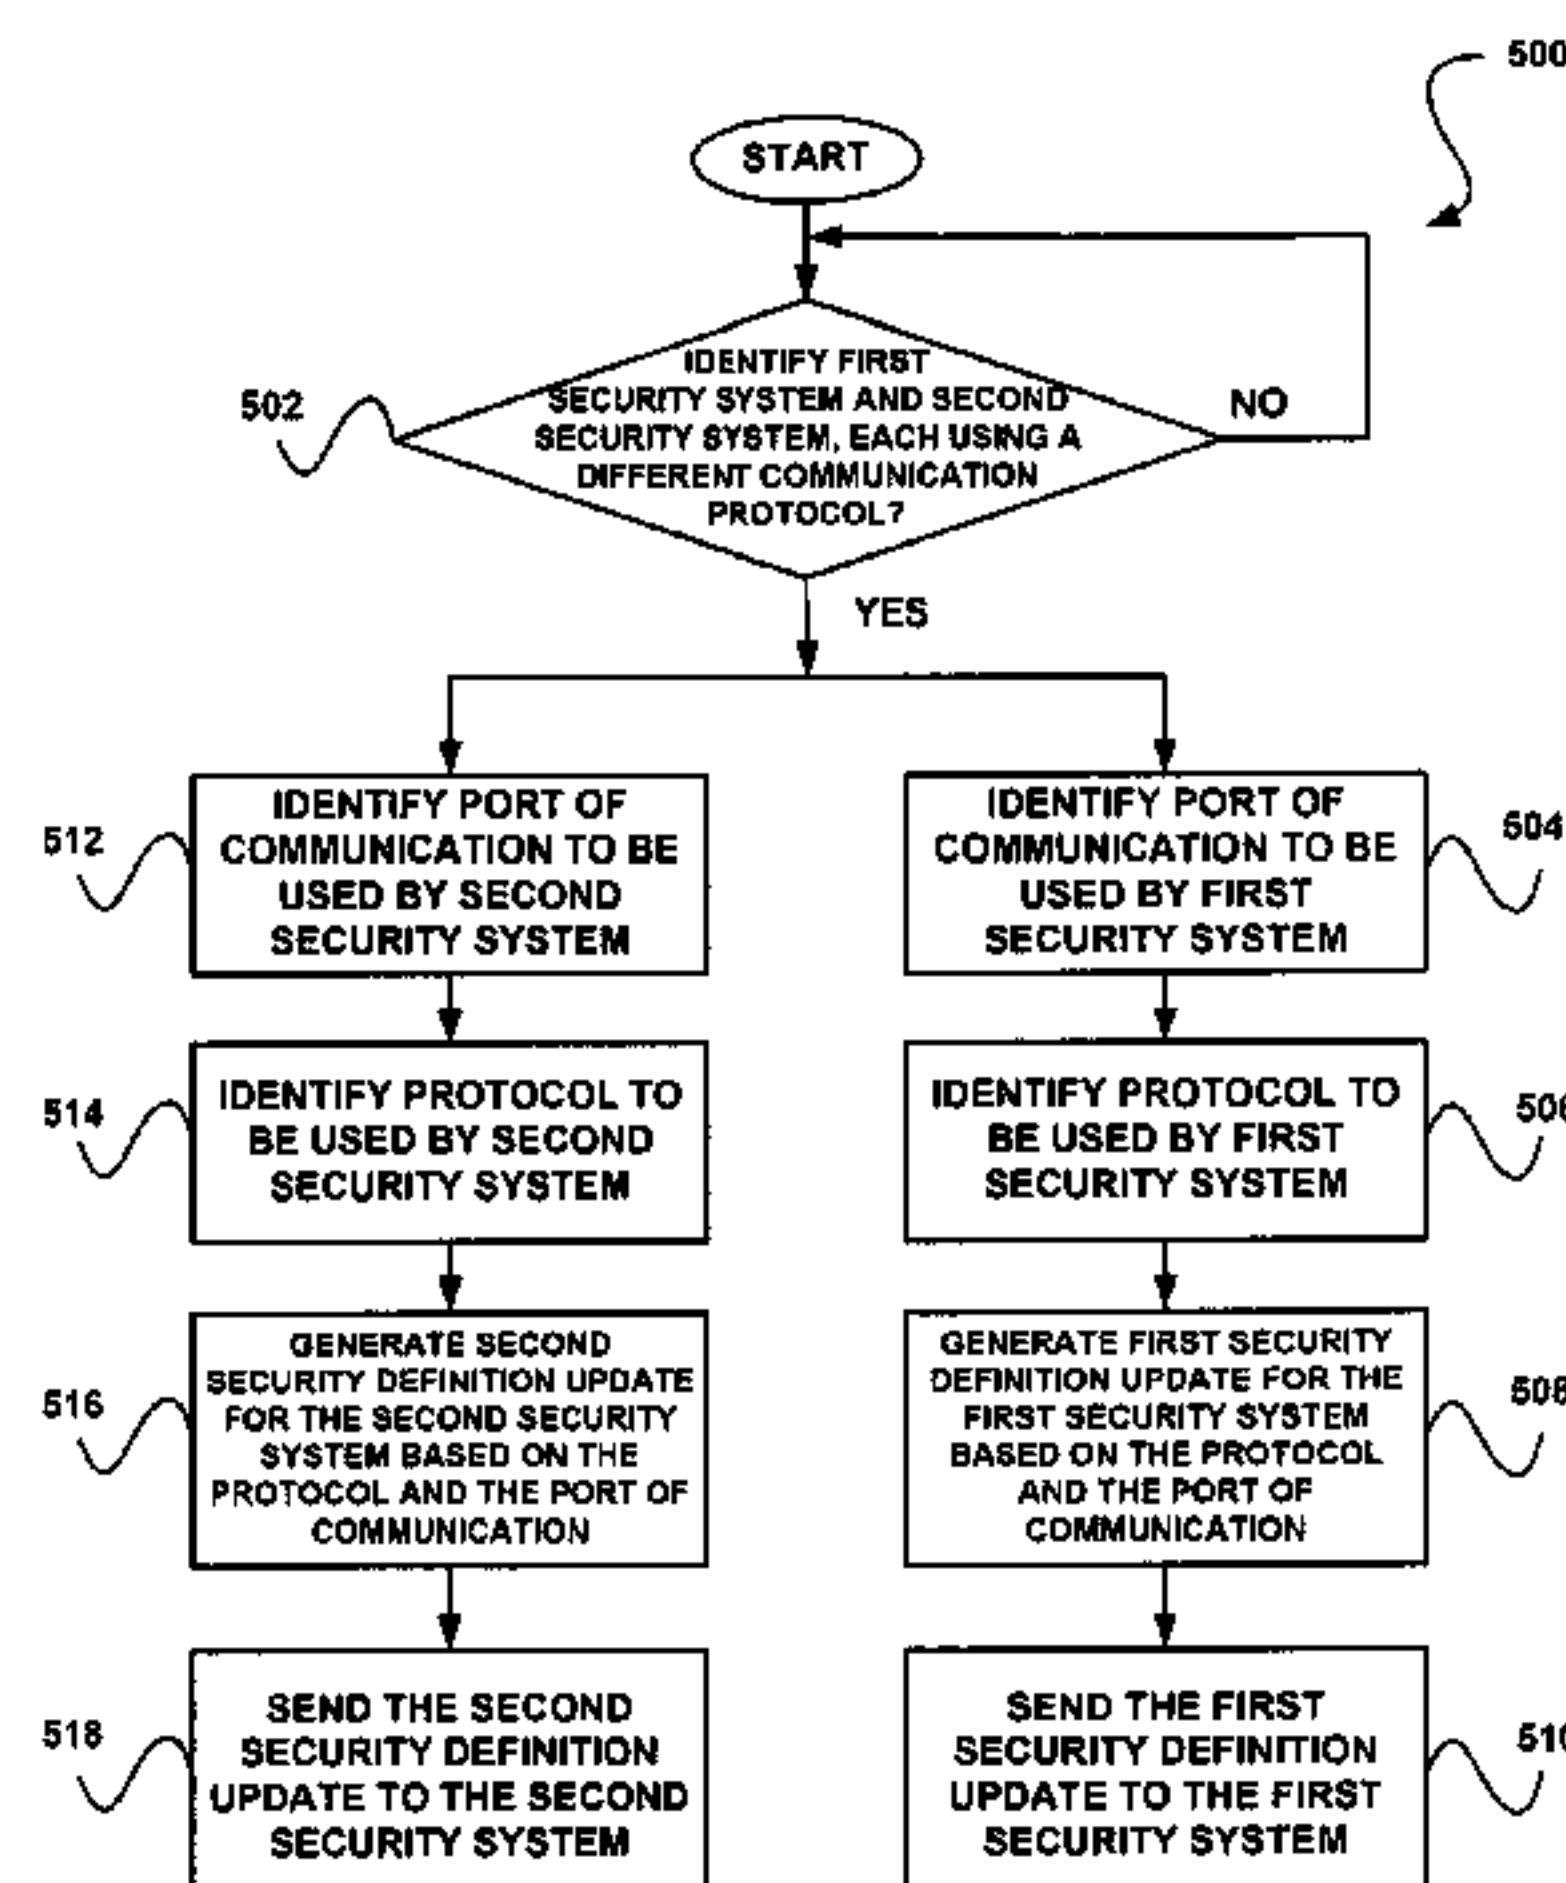 500
START
IDENTIFY FIRST
SECURITY SYSTEM AND SECOND
SECURITY SYSTEM, EACH USING A
DIFFERENT COMMUNICATION
PROTOCOL?
502
NO
YES
512
IDENTIFY PORT OF
COMMUNICATION TO BE
USED BY SECOND
SECURITY SYSTEM
IDENTIFY PORT OF
COMMUNICATION TO BE
USED BY FIRST
SECURITY SYSTEM
504
514
IDENTIFY PROTOCOL TO
BE USED BY SECOND
SECURITY SYSTEM
IDENTIFY PROTOCOL TO
BE USED BY FIRST
SECURITY SYSTEM
506
516
GENERATE SECOND
SECURITY DEFINITION UPDATE
FOR THE SECOND SECURITY
SYSTEM BASED ON THE
PROTOCOL AND THE PORT OF
COMMUNICATION
GENERATE FIRST SECURITY
DEFINITION UPDATE FOR THE
FIRST SECURITY SYSTEM
BASED ON THE PROTOCOL
AND THE PORT OF
COMMUNICATION
508
518
SEND THE SECOND
SECURITY DEFINITION
UPDATE TO THE SECOND
SECURITY SYSTEM
SEND THE FIRST
SECURITY DEFINITION
UPDATE TO THE FIRST
SECURITY SYSTEM
510